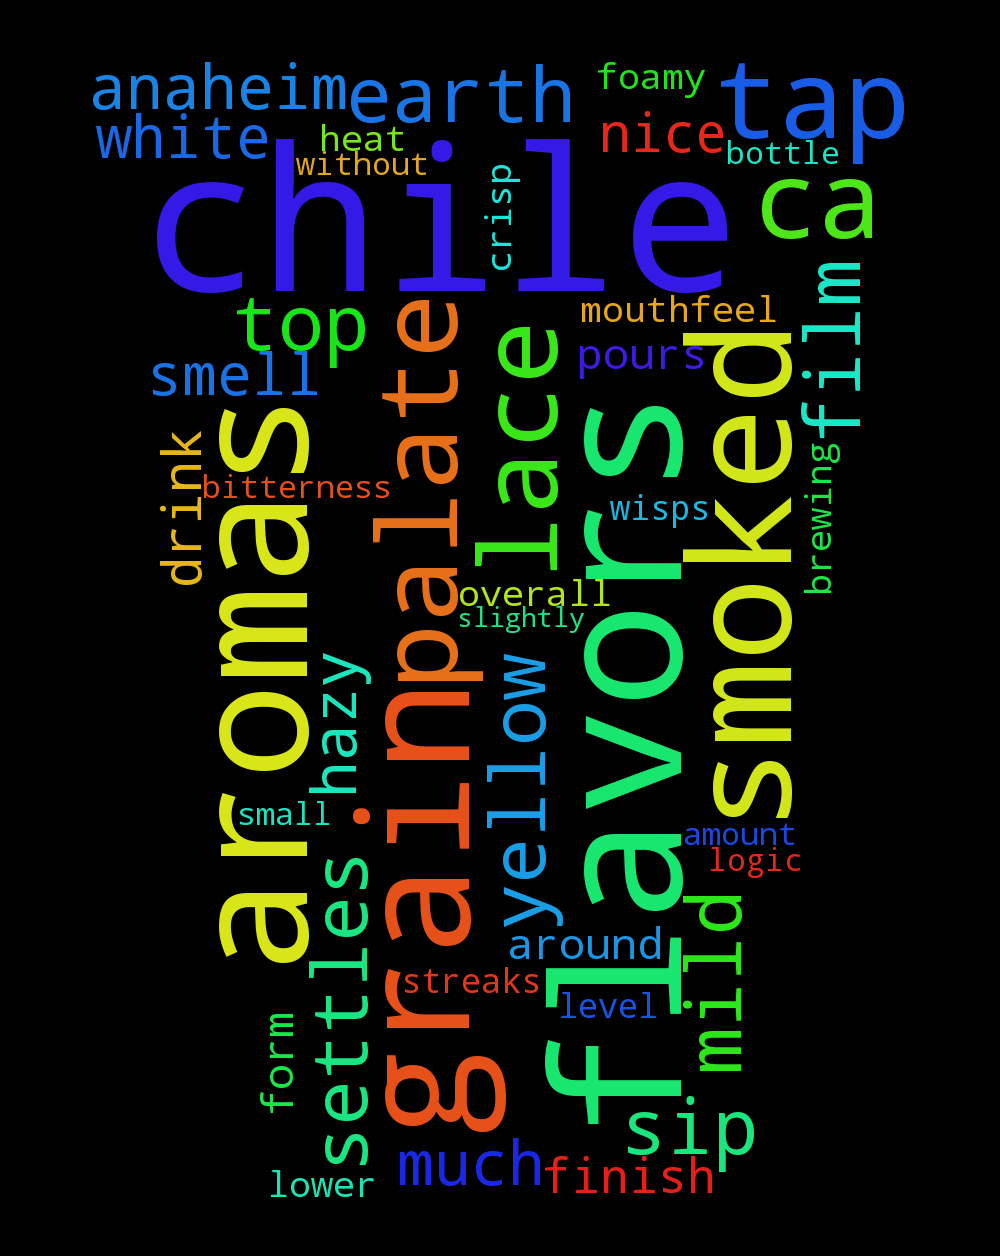 anaheim
earth
foamy
tap
white
heat
nice
without
bottle
chile
crisp
ca
top
mouthfeel
film
smell
palate
lace
pours
smoked
aromas
drink
bitterness
flavors
wisps
brewing
overall
slightly
hazy
grain
yellow
small
amount
logic
settles
around
mild
streaks
level
form
sip
much
finish
lower